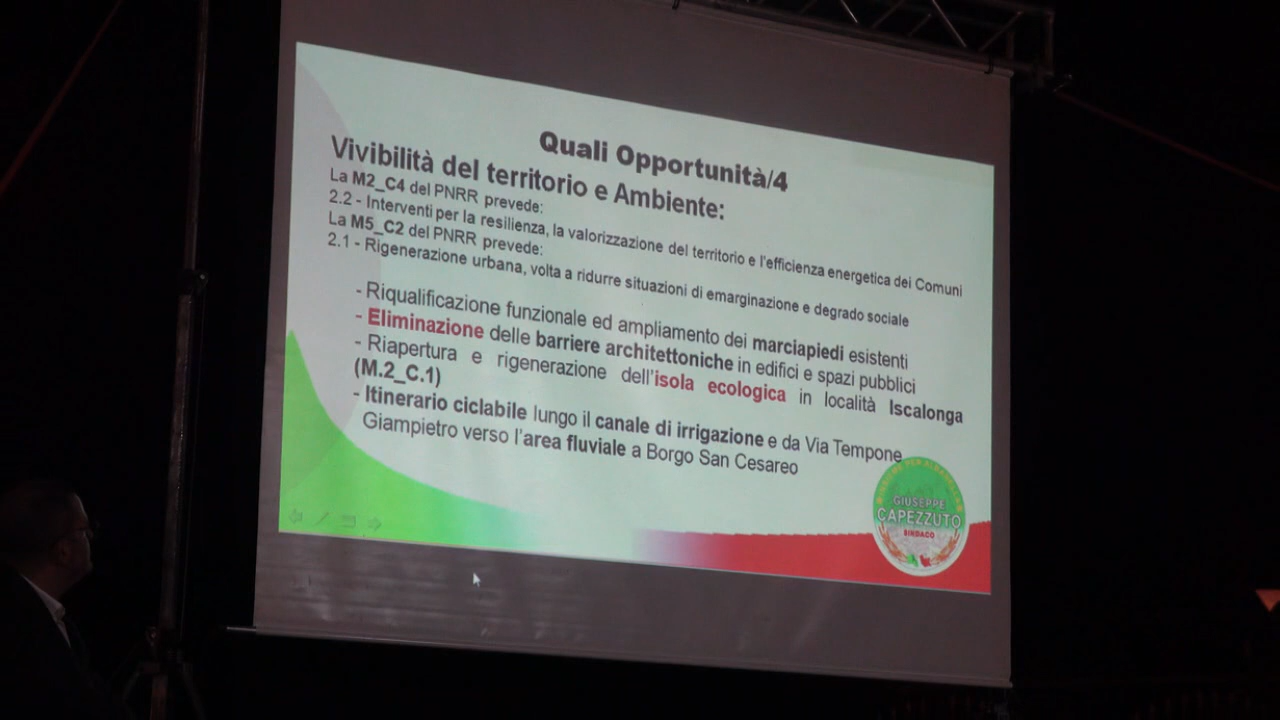 Quali Opportunità/4
Vivibilità del territorio e Ambiente:
La M2_C4 del PNRR prevede:
2.2 - Interventi per la resilienza, la valorizzazione del territorio e l'efficienza energetica dei Comuni
La M5_C2 del PNRR prevede:
2.1 - Rigenerazione urbana, volta a ridurre situazioni di emarginazione e degrado sociale
- Riqualificazione funzionale ed ampliamento dei marciapiedi esistenti
- Eliminazione delle barriere architettoniche in edifici e spazi pubblici
- Riapertura e rigenerazione dell'isola ecologica in località Iscalonga
(M.2_C.1)
- Itinerario ciclabile lungo il canale di irrigazione e da Via Tempone
Giampietro verso l'area fluviale a Borgo San Cesareo
GIUSEPPE
CAPEZZUTO
SINDACO